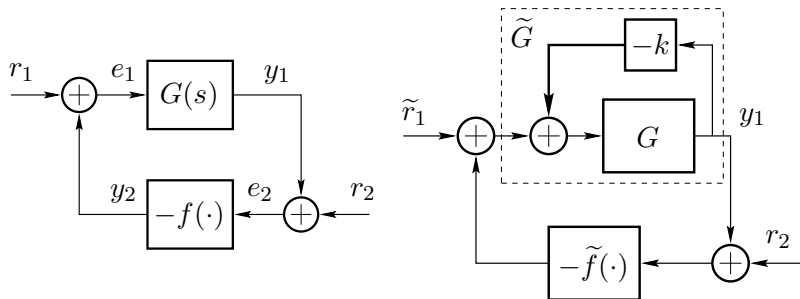 r₁ + e₁ G(s) y₁
y₂ −f(·) e₂ + r₂
G̃ −k
r̃₁ + + G y₁
−f̃(·) + r₂